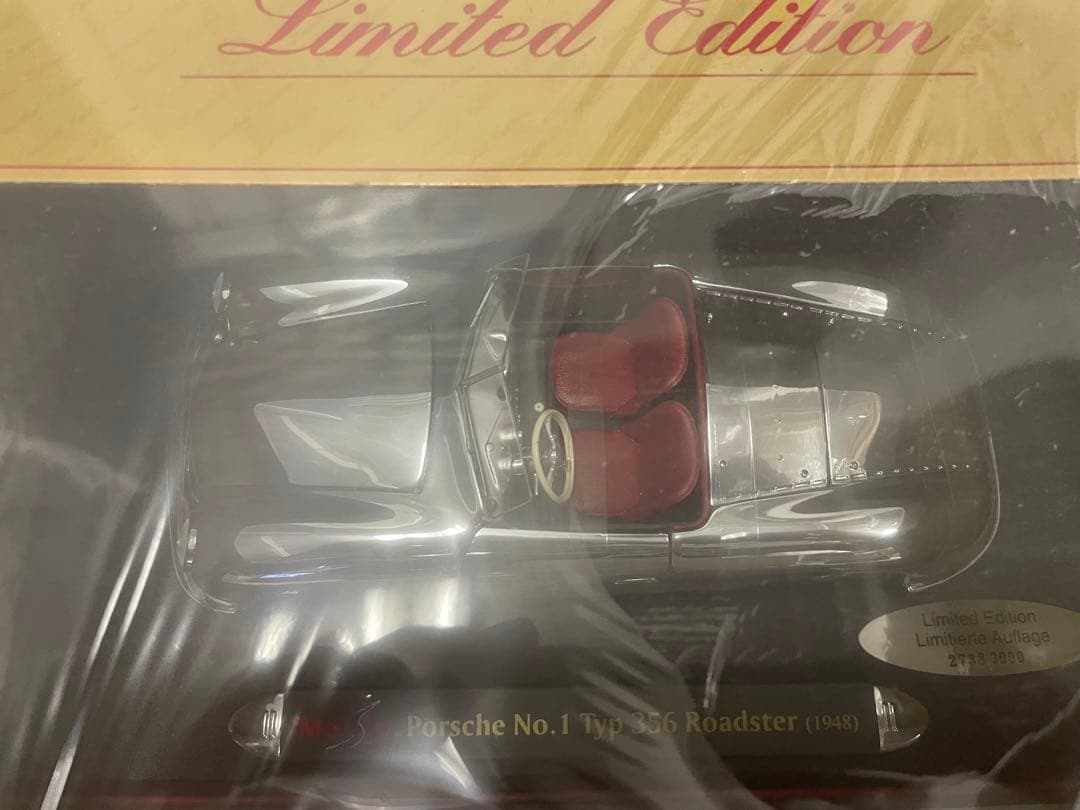 Limited Edition
Limited Edition
Limitierte Auflage
Porsche No.1 Typ 356 Roadster (1948)